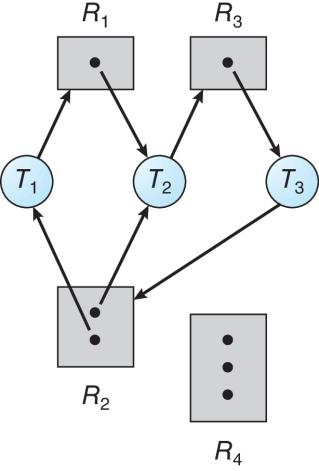 R₁ R₃
T₁ T₂ T₃
R₂
R₄